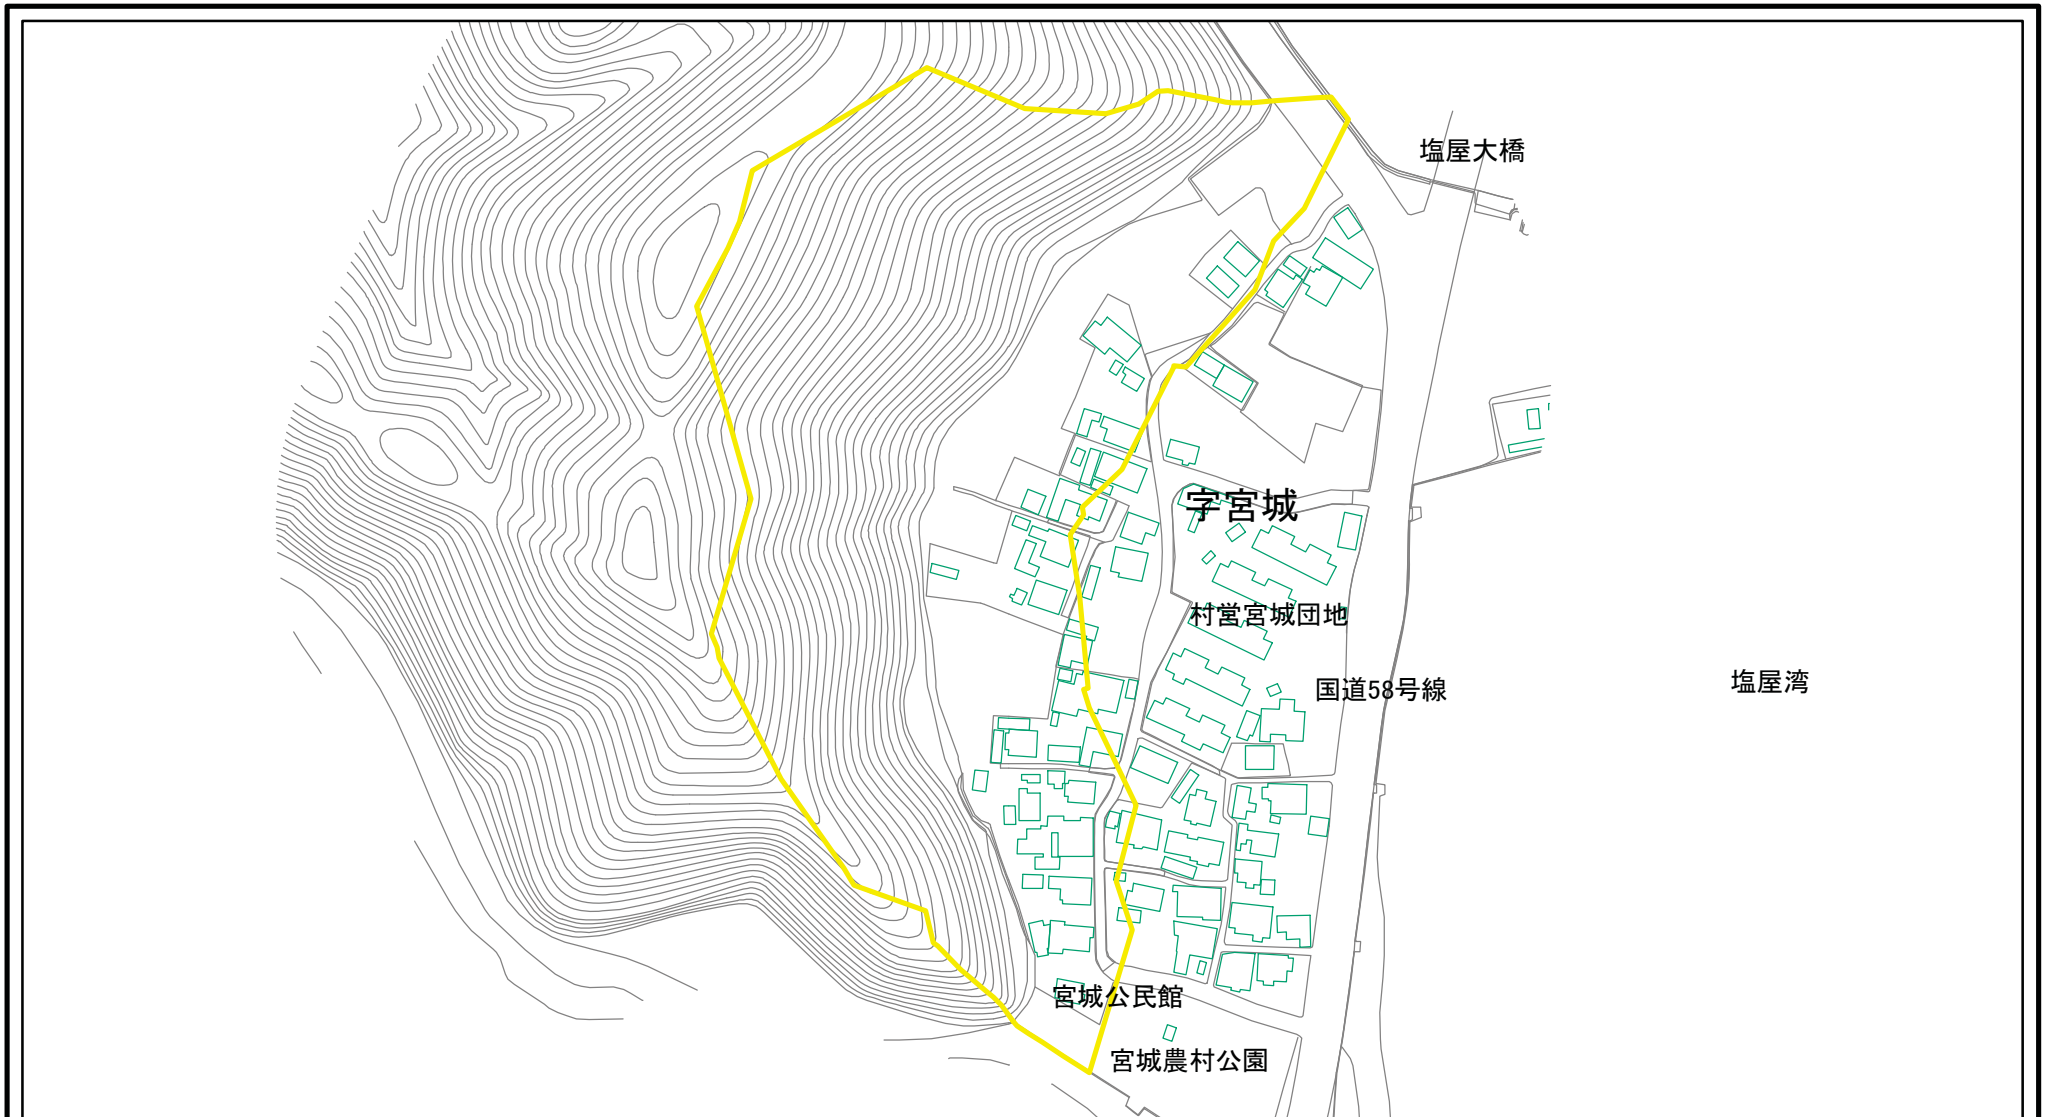 塩屋大橋
字宮城
村営宮城団地
国道58号線
塩屋湾
宮城公民館
宮城農村公園